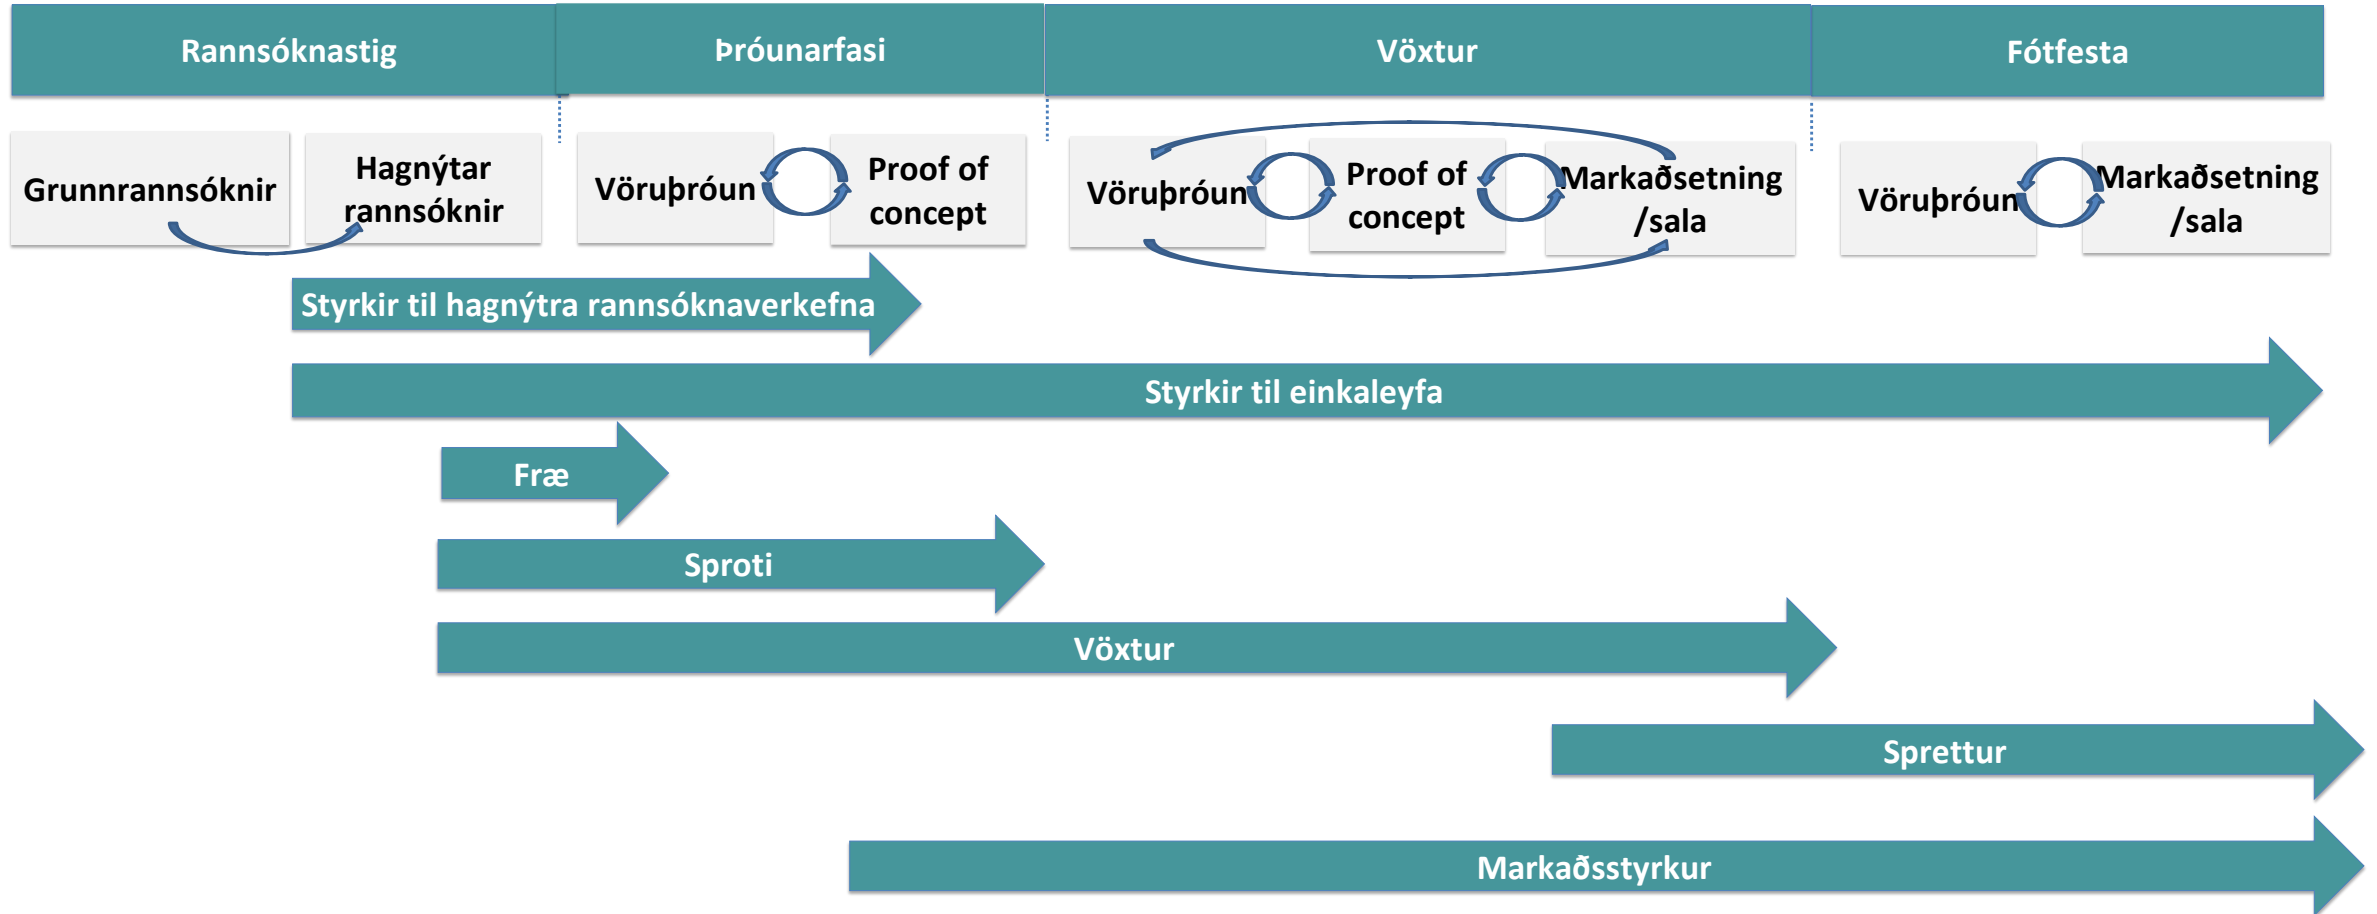 Rannsóknastig
Þróunarfasi
Vöxtur
Fótfesta
Grunnrannsóknir
Hagnýtar
rannsóknir
Vöruþróun
Proof of
concept
Vöruþróun
Proof of
concept
Markaðsetning
/sala
Vöruþróun
Markaðsetning
/sala
Styrkir til hagnýtra rannsóknaverkefna
Styrkir til einkaleyfa
Fræ
Sproti
Vöxtur
Sprettur
Markaðsstyrkur